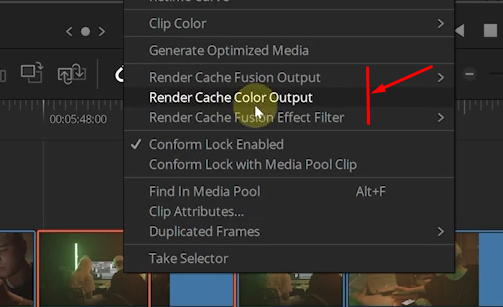 Retime Curve
Clip Color
Generate Optimized Media
Render Cache Fusion Output
Render Cache Color Output
Render Cache Fusion Effect Filter
00:05:48:00
Conform Lock Enabled
Conform Lock with Media Pool Clip
Find In Media Pool Alt+F
Clip Attributes...
Duplicated Frames
Take Selector